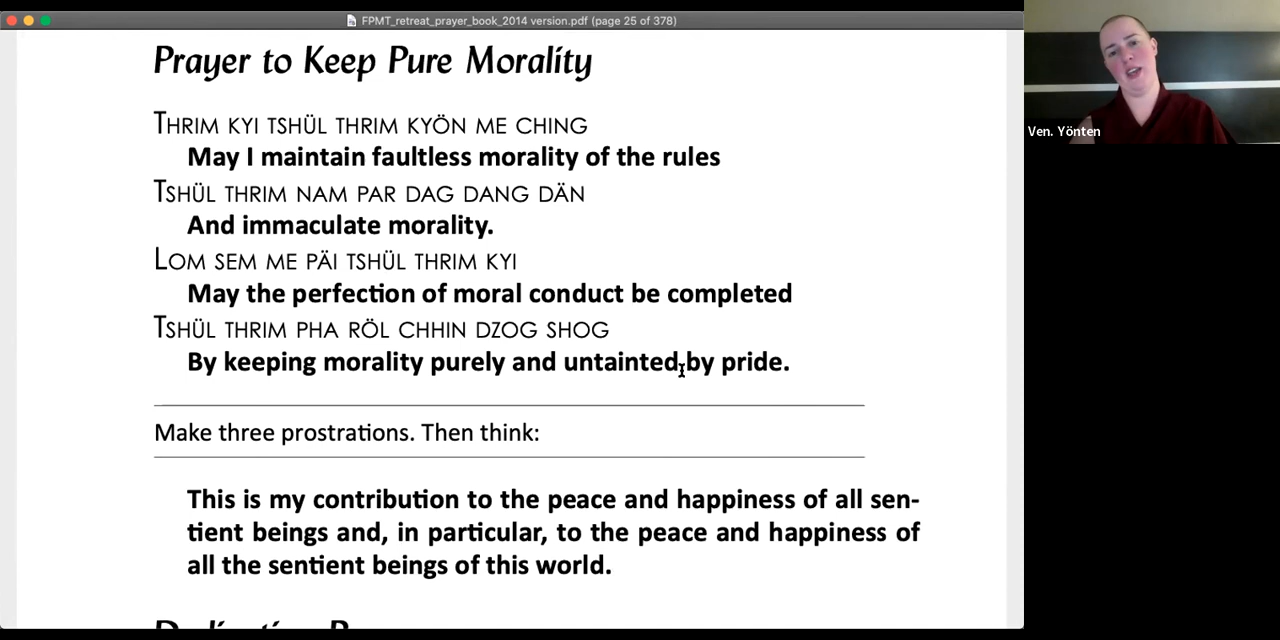 FPMT_retreat_prayer_book_2014 version.pdf (page 25 of 378)
Prayer to Keep Pure Morality
THRIM KYI TSHÜL THRIM KYÖN ME CHING
May I maintain faultless morality of the rules
TSHÜL THRIM NAM PAR DAG DANG DÄN
And immaculate morality.
LOM SEM ME PÄI TSHÜL THRIM KYI
May the perfection of moral conduct be completed
TSHÜL THRIM PHA RÖL CHHIN DZOG SHOG
By keeping morality purely and untainted by pride.
Make three prostrations. Then think:
This is my contribution to the peace and happiness of all sen-
tient beings and, in particular, to the peace and happiness of
all the sentient beings of this world.
Ven. Yönten